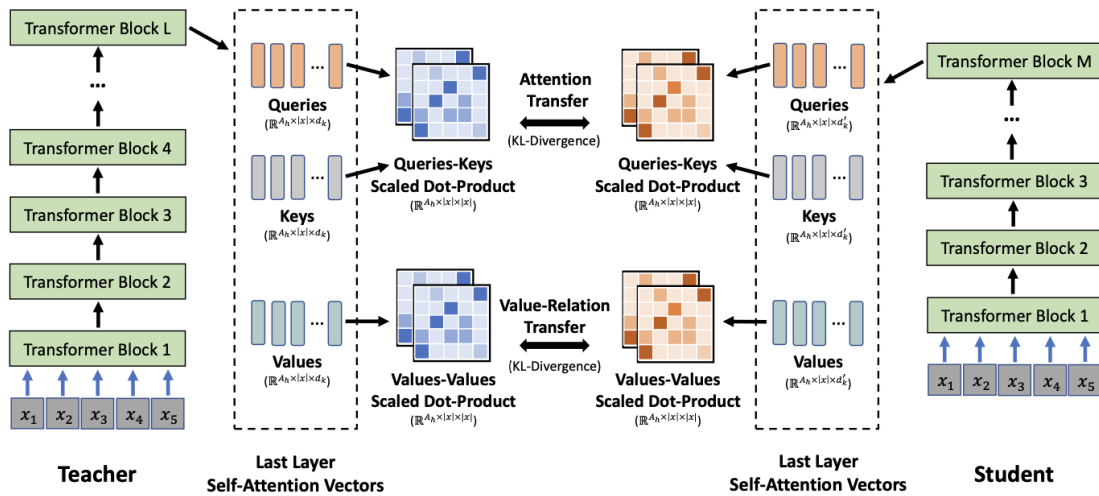 Transformer Block L
...
Transformer Block 4
Transformer Block 3
Transformer Block 2
Transformer Block 1
x₁ x₂ x₃ x₄ x₅
Teacher
...
Queries
(ℝ^{A_h×|x|×d_k})
...
Keys
(ℝ^{A_h×|x|×d_k})
...
Values
(ℝ^{A_h×|x|×d_k})
Last Layer
Self-Attention Vectors
Queries-Keys
Scaled Dot-Product
(ℝ^{A_h×|x|×|x|})
Values-Values
Scaled Dot-Product
(ℝ^{A_h×|x|×|x|})
Attention
Transfer
(KL-Divergence)
Value-Relation
Transfer
(KL-Divergence)
Queries-Keys
Scaled Dot-Product
(ℝ^{A_h×|x|×|x|})
Values-Values
Scaled Dot-Product
(ℝ^{A_h×|x|×|x|})
...
Queries
(ℝ^{A_h×|x|×d'_k})
...
Keys
(ℝ^{A_h×|x|×d'_k})
...
Values
(ℝ^{A_h×|x|×d'_k})
Last Layer
Self-Attention Vectors
Transformer Block M
...
Transformer Block 3
Transformer Block 2
Transformer Block 1
x₁ x₂ x₃ x₄ x₅
Student